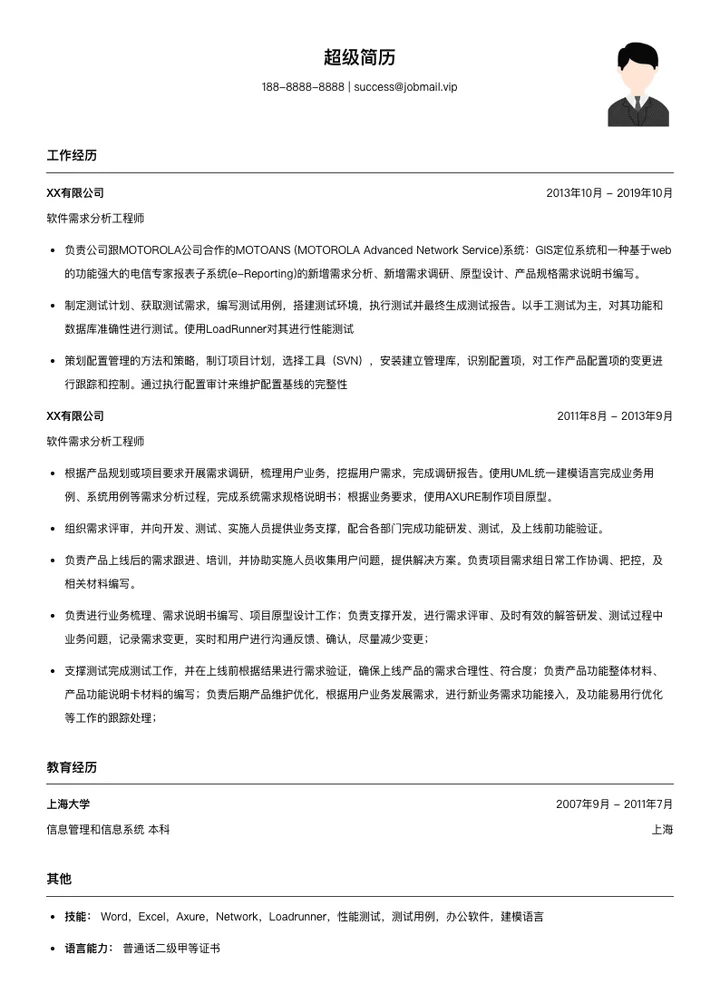 超级简历
188-8888-8888 | success@jobmail.vip
工作经历
XX有限公司 2013年10月 – 2019年10月
软件需求分析工程师
• 负责公司跟MOTOROLA公司合作的MOTOANS (MOTOROLA Advanced Network Service)系统：GIS定位系统和一种基于web
的功能强大的电信专家报表子系统(e-Reporting)的新增需求分析、新增需求调研、原型设计、产品规格需求说明书编写。
• 制定测试计划、获取测试需求，编写测试用例，搭建测试环境，执行测试并最终生成测试报告。以手工测试为主，对其功能和
数据库准确性进行测试。使用LoadRunner对其进行性能测试
• 策划配置管理的方法和策略，制订项目计划，选择工具（SVN），安装建立管理库，识别配置项，对工作产品配置项的变更进
行跟踪和控制。通过执行配置审计来维护配置基线的完整性
XX有限公司 2011年8月 – 2013年9月
软件需求分析工程师
• 根据产品规划或项目要求开展需求调研，梳理用户业务，挖掘用户需求，完成调研报告。使用UML统一建模语言完成业务用
例、系统用例等需求分析过程，完成系统需求规格说明书；根据业务要求，使用AXURE制作项目原型。
• 组织需求评审，并向开发、测试、实施人员提供业务支撑，配合各部门完成功能研发、测试，及上线前功能验证。
• 负责产品上线后的需求跟进、培训，并协助实施人员收集用户问题，提供解决方案。负责项目需求组日常工作协调、把控，及
相关材料编写。
• 负责进行业务梳理、需求说明书编写、项目原型设计工作；负责支撑开发，进行需求评审、及时有效的解答研发、测试过程中
业务问题，记录需求变更，实时和用户进行沟通反馈、确认，尽量减少变更；
• 支撑测试完成测试工作，并在上线前根据结果进行需求验证，确保上线产品的需求合理性、符合度；负责产品功能整体材料、
产品功能说明卡材料的编写；负责后期产品维护优化，根据用户业务发展需求，进行新业务需求功能接入，及功能易用行优化
等工作的跟踪处理；
教育经历
上海大学 2007年9月 – 2011年7月
信息管理和信息系统 本科 上海
其他
• 技能： Word，Excel，Axure，Network，Loadrunner，性能测试，测试用例，办公软件，建模语言
• 语言能力： 普通话二级甲等证书